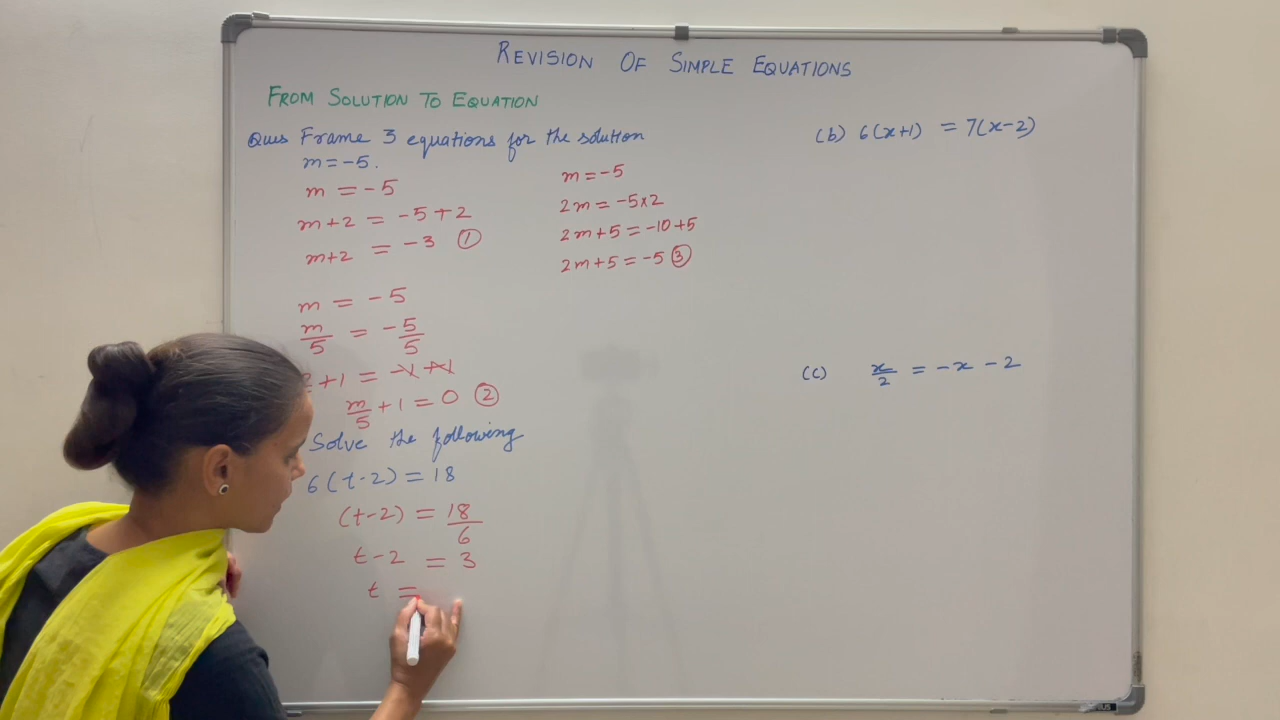 REVISION OF SIMPLE EQUATIONS
FROM SOLUTION TO EQUATION
Ques Frame 3 equations for the solution
m = -5.
m = -5
m+2 = -5+2
m+2 = -3 ①
m = -5
m/5 = -5/5
+1 = -1+1
m/5 + 1 = 0 ②
m = -5
2m = -5x2
2m+5 = -10+5
2m+5 = -5 ③
Solve the following
6(t-2) = 18
(t-2) = 18/6
t-2 = 3
t =
(b) 6(x+1) = 7(x-2)
(c) x/2 = -x -2